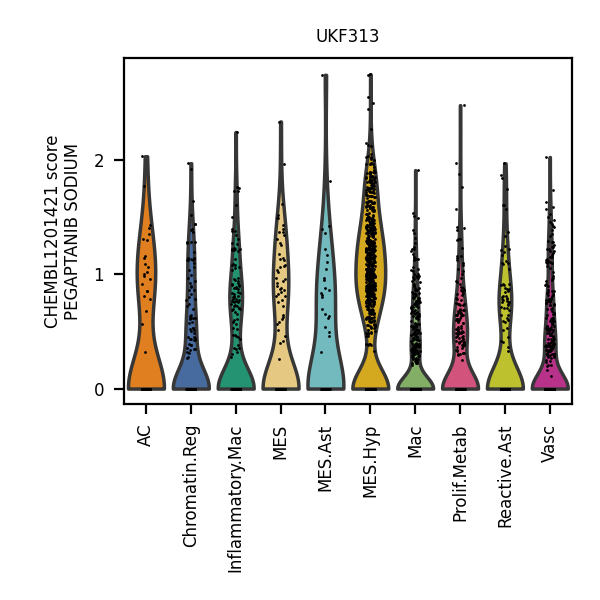 UKF313
CHEMBL1201421 score
PEGAPTANIB SODIUM
2
1
0
AC
Chromatin.Reg
Inflammatory.Mac
MES
MES.Ast
MES.Hyp
Mac
Prolif.Metab
Reactive.Ast
Vasc